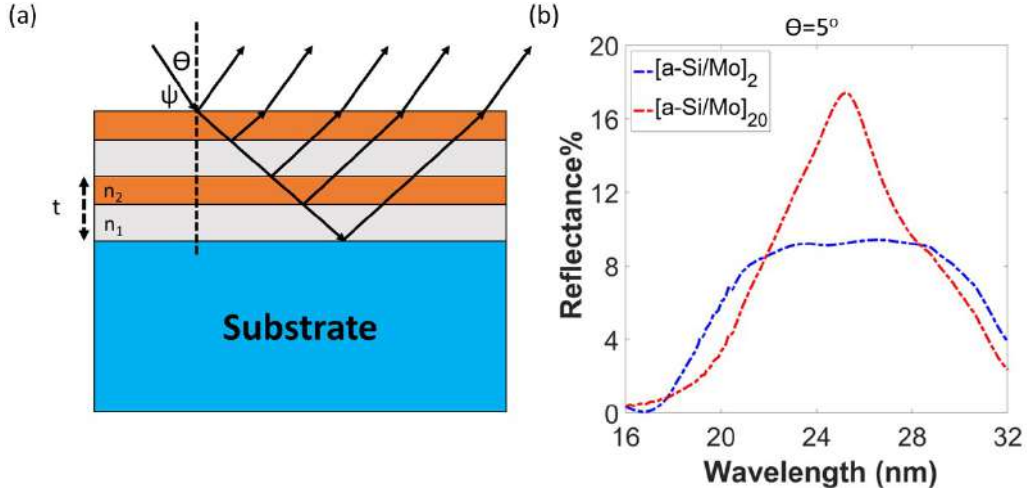 (a)
θ
ψ
t
n₂
n₁
Substrate
(b)
Θ=5°
[a-Si/Mo]₂
[a-Si/Mo]₂₀
Reflectance%
20
16
12
8
4
0
16
20
24
28
32
Wavelength (nm)